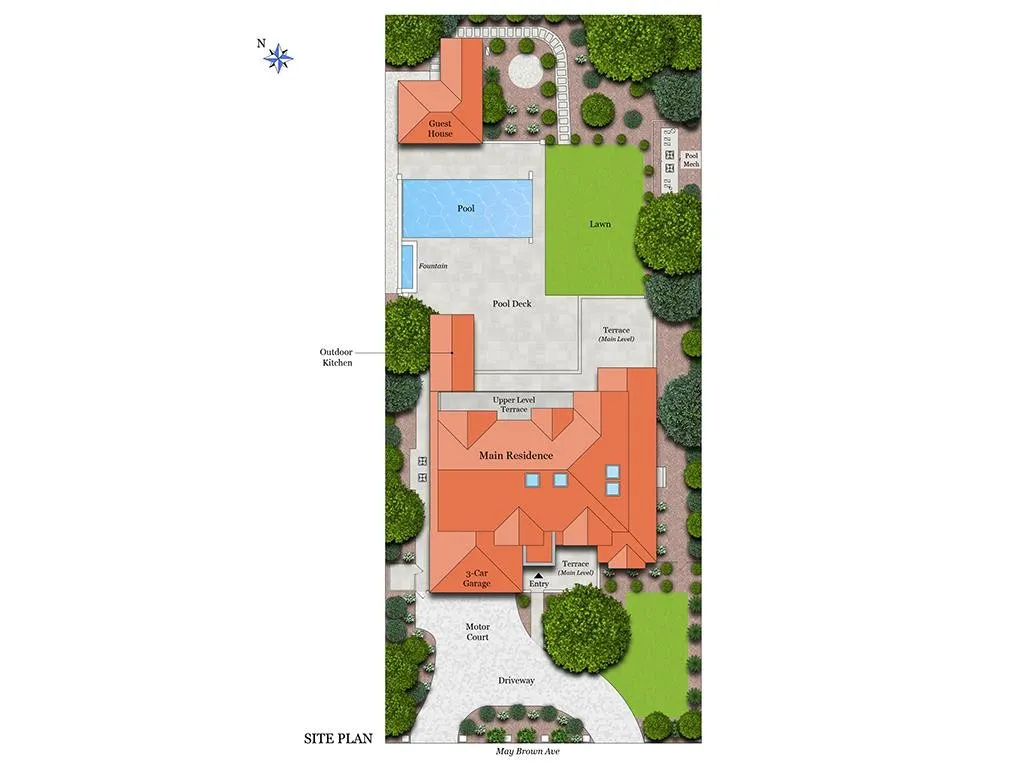 N
Guest
House
Pool
Mech
Pool
Lawn
Fountain
Pool Deck
Terrace
(Main Level)
Outdoor
Kitchen
Upper Level
Terrace
Main Residence
3-Car
Garage
Terrace
(Main Level)
Entry
Motor
Court
Driveway
SITE PLAN
May Brown Ave